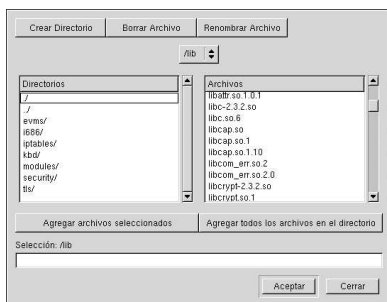 Crear Directorio
Borrar Archivo
Renombrar Archivo
/lib
Directorios
./
../
evms/
i686/
iptables/
kbd/
modules/
security/
tls/
Archivos
libattr.so.1.0.1
libc-2.3.2.so
libc.so.6
libcap.so
libcap.so.1
libcap.so.1.10
libcom_err.so.2
libcom_err.so.2.0
libcrypt-2.3.2.so
libcrypt.so.1
Agregar archivos seleccionados
Agregar todos los archivos en el directorio
Selección: /lib
Aceptar
Cerrar